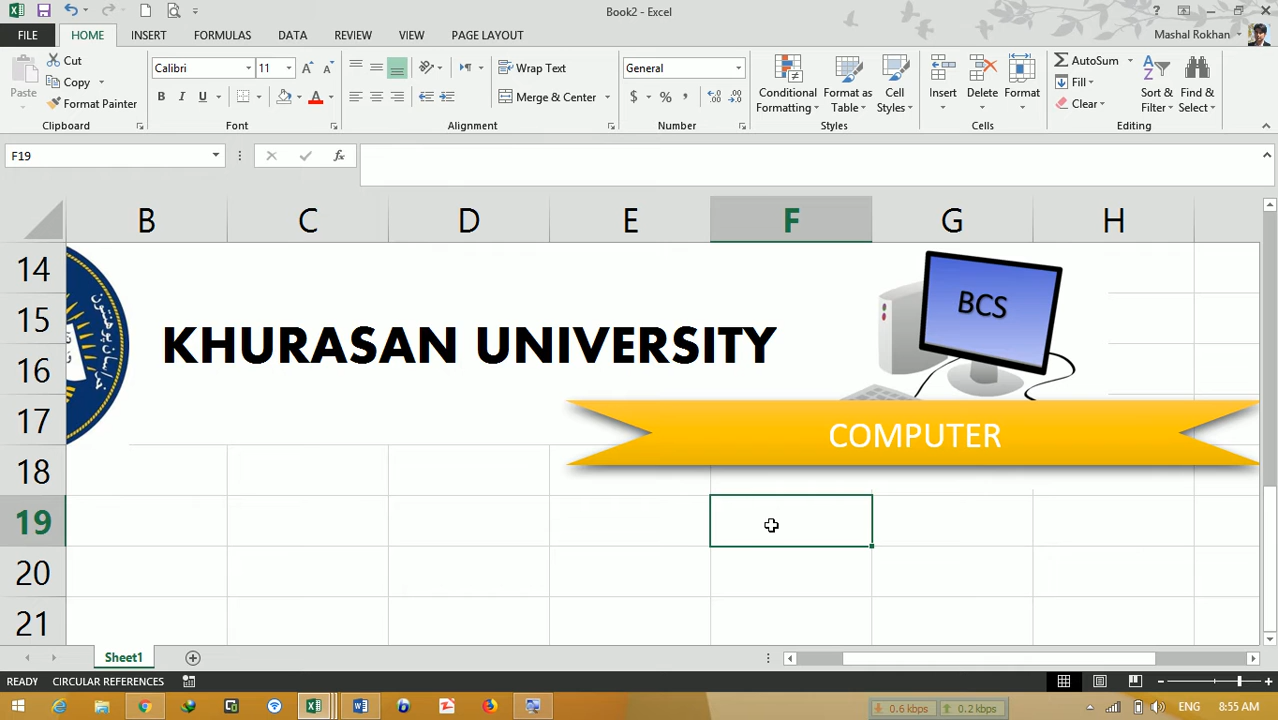 Book2 - Excel
FILE HOME INSERT FORMULAS DATA REVIEW VIEW PAGE LAYOUT Mashal Rokhan
Cut
Copy
Format Painter
Paste
Clipboard
Calibri 11
B I U A
Font
Wrap Text
Merge & Center
Alignment
General
$ % ,
Number
Conditional Formatting
Format as Table
Cell Styles
Styles
Insert Delete Format
Cells
AutoSum
Fill
Clear
Sort & Filter
Find & Select
Editing
F19 fx
B C D E F G H
14
15
16
17
18
19
20
21
خراسان پوهنتون
KHURASAN UNIVERSITY
BCS
COMPUTER
Sheet1
READY CIRCULAR REFERENCES
0.6 kbps 0.2 kbps
ENG 8:55 AM